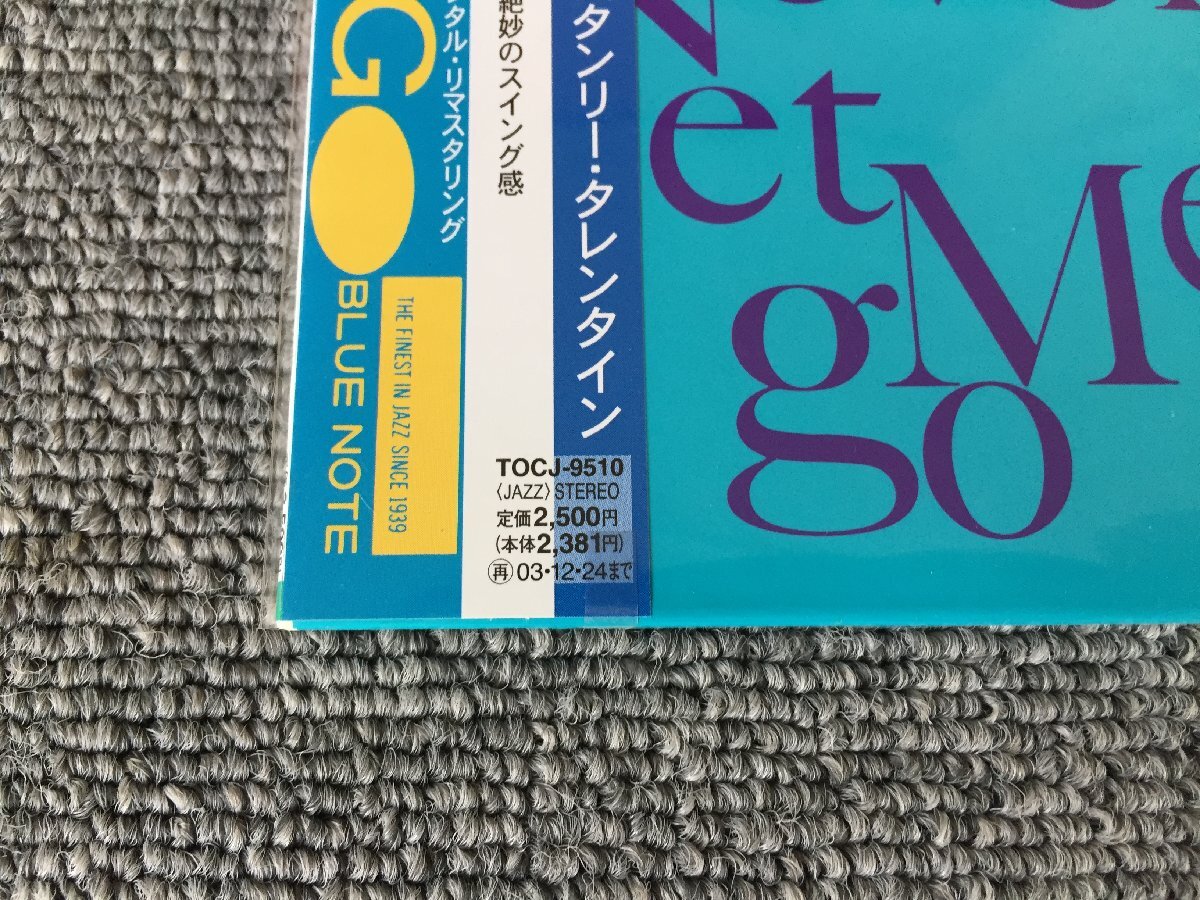 タル・リマスタリング
G
BLUE NOTE
THE FINEST IN JAZZ SINCE 1939
絶妙のスイング感
タンリー・タレンタイン
TOCJ-9510
〈JAZZ〉STEREO
定価2,500円
(本体2,381円)
再 03・12・24まで
et
Me
go